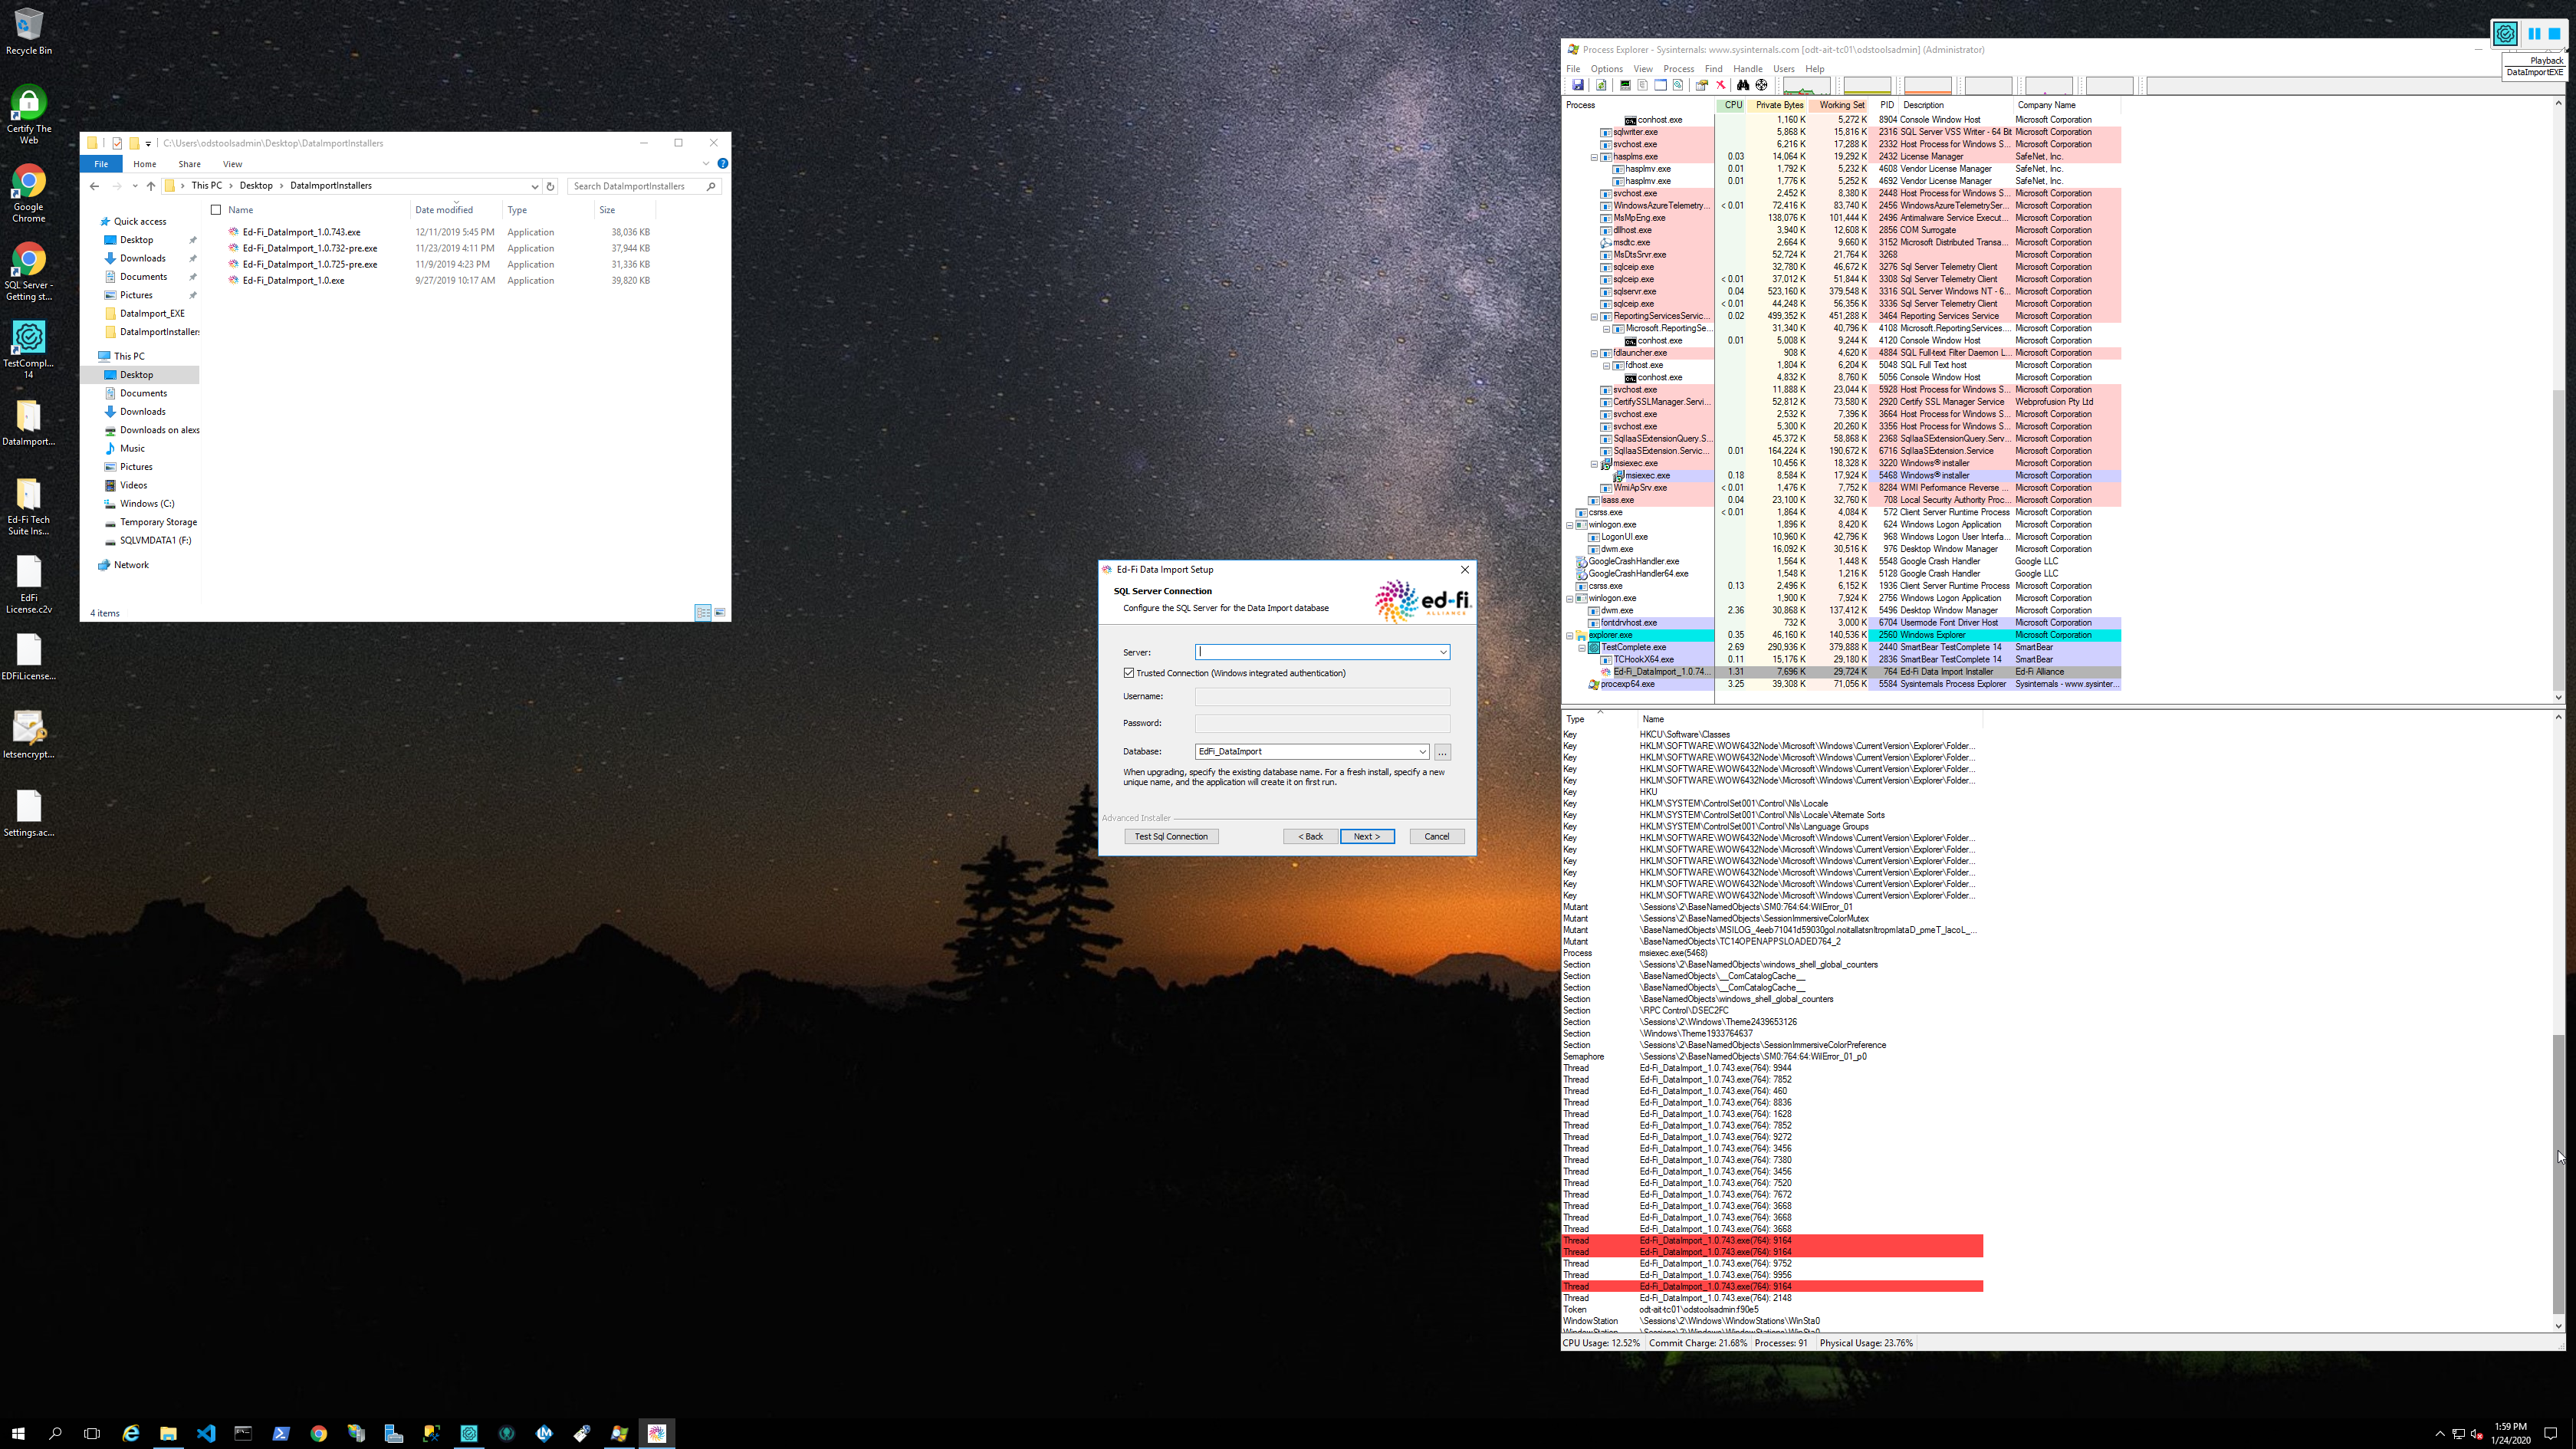 Recycle Bin
Certify The
Web
Google
Chrome
SQL Server -
Getting st...
TestCompl...
14
DataImport...
Ed-Fi Tech
Suite Ins...
EdFi
License.c2v
EDFiLicense...
letsencrypt...
Settings.ac...
C:\Users\odstoolsadmin\Desktop\DataImportInstallers
File Home Share View
This PC > Desktop > DataImportInstallers
Search DataImportInstallers
Name Date modified Type Size
Quick access
Desktop
Downloads
Documents
Pictures
DataImport_EXE
DataImportInstallers
This PC
Desktop
Documents
Downloads
Downloads on alexs
Music
Pictures
Videos
Windows (C:)
Temporary Storage
SQLVMDATA1 (F:)
Network
Ed-Fi_DataImport_1.0.743.exe 12/11/2019 5:45 PM Application 38,036 KB
Ed-Fi_DataImport_1.0.732-pre.exe 11/23/2019 4:11 PM Application 37,944 KB
Ed-Fi_DataImport_1.0.725-pre.exe 11/9/2019 4:23 PM Application 31,336 KB
Ed-Fi_DataImport_1.0.exe 9/27/2019 10:17 AM Application 39,820 KB
4 items
Ed-Fi Data Import Setup
SQL Server Connection
Configure the SQL Server for the Data Import database
ed-fi
ALLIANCE
Server:
Trusted Connection (Windows integrated authentication)
Username:
Password:
Database: EdFi_DataImport ...
When upgrading, specify the existing database name. For a fresh install, specify a new
unique name, and the application will create it on first run.
Advanced Installer
Test Sql Connection < Back Next > Cancel
Process Explorer - Sysinternals: www.sysinternals.com [odt-ait-tc01\odstoolsadmin] (Administrator)
Playback
DataImportEXE
File Options View Process Find Handle Users Help
Process CPU Private Bytes Working Set PID Description Company Name
conhost.exe 1,160 K 5,272 K 8904 Console Window Host Microsoft Corporation
sqlwriter.exe 5,868 K 15,816 K 2316 SQL Server VSS Writer - 64 Bit Microsoft Corporation
svchost.exe 6,216 K 17,288 K 2332 Host Process for Windows S... Microsoft Corporation
hasplms.exe 0.03 14,064 K 19,292 K 2432 License Manager SafeNet, Inc.
hasplmv.exe 0.01 1,792 K 5,232 K 4608 Vendor License Manager SafeNet, Inc.
hasplmv.exe 0.01 1,776 K 5,252 K 4692 Vendor License Manager SafeNet, Inc.
svchost.exe 2,452 K 8,380 K 2448 Host Process for Windows S... Microsoft Corporation
WindowsAzureTelemetry... < 0.01 72,416 K 83,740 K 2456 WindowsAzureTelemetrySer... Microsoft Corporation
MsMpEng.exe 138,076 K 101,444 K 2496 Antimalware Service Execut... Microsoft Corporation
dllhost.exe 3,940 K 12,608 K 2856 COM Surrogate Microsoft Corporation
msdtc.exe 2,664 K 9,660 K 3152 Microsoft Distributed Transa... Microsoft Corporation
MsDtsSrvr.exe 52,724 K 21,764 K 3268 Microsoft Corporation
sqlceip.exe 32,780 K 46,672 K 3276 Sql Server Telemetry Client Microsoft Corporation
sqlceip.exe < 0.01 37,012 K 51,844 K 3308 Sql Server Telemetry Client Microsoft Corporation
sqlservr.exe 0.04 523,160 K 379,548 K 3316 SQL Server Windows NT - 6... Microsoft Corporation
sqlceip.exe < 0.01 44,248 K 56,356 K 3336 Sql Server Telemetry Client Microsoft Corporation
ReportingServicesServic... 0.02 499,352 K 451,288 K 3464 Reporting Services Service Microsoft Corporation
Microsoft.ReportingSe... 31,340 K 40,796 K 4108 Microsoft.ReportingServices.... Microsoft Corporation
conhost.exe 0.01 5,008 K 9,244 K 4120 Console Window Host Microsoft Corporation
fdlauncher.exe 908 K 4,620 K 4884 SQL Full-text Filter Daemon L... Microsoft Corporation
fdhost.exe 1,804 K 6,204 K 5048 SQL Full Text host Microsoft Corporation
conhost.exe 4,832 K 8,760 K 5056 Console Window Host Microsoft Corporation
svchost.exe 11,888 K 23,044 K 5928 Host Process for Windows S... Microsoft Corporation
CertifySSLManager.Servi... 52,812 K 73,580 K 2920 Certify SSL Manager Service Webprofusion Pty Ltd
svchost.exe 2,532 K 7,396 K 3664 Host Process for Windows S... Microsoft Corporation
svchost.exe 5,300 K 20,260 K 3356 Host Process for Windows S... Microsoft Corporation
SqlIaaSExtensionQuery.S... 45,372 K 58,868 K 2368 SqlIaaSExtensionQuery.Serv... Microsoft Corporation
SqlIaaSExtension.Servic... 0.01 164,224 K 190,672 K 6716 SqlIaaSExtension.Service Microsoft Corporation
msiexec.exe 10,456 K 18,328 K 3220 Windows® installer Microsoft Corporation
msiexec.exe 0.18 8,584 K 17,924 K 5468 Windows® installer Microsoft Corporation
WmiApSrv.exe < 0.01 1,476 K 7,752 K 8284 WMI Performance Reverse ... Microsoft Corporation
lsass.exe 0.04 23,100 K 32,760 K 708 Local Security Authority Proc... Microsoft Corporation
csrss.exe < 0.01 1,864 K 4,084 K 572 Client Server Runtime Process Microsoft Corporation
winlogon.exe 1,896 K 8,420 K 624 Windows Logon Application Microsoft Corporation
LogonUI.exe 10,960 K 42,796 K 968 Windows Logon User Interfa... Microsoft Corporation
dwm.exe 16,092 K 30,516 K 976 Desktop Window Manager Microsoft Corporation
GoogleCrashHandler.exe 1,564 K 1,448 K 5548 Google Crash Handler Google LLC
GoogleCrashHandler64.exe 1,548 K 1,216 K 5128 Google Crash Handler Google LLC
csrss.exe 0.13 2,496 K 6,152 K 1936 Client Server Runtime Process Microsoft Corporation
winlogon.exe 1,900 K 7,924 K 2756 Windows Logon Application Microsoft Corporation
dwm.exe 2.36 30,868 K 137,412 K 5496 Desktop Window Manager Microsoft Corporation
fontdrvhost.exe 732 K 3,000 K 6704 Usermode Font Driver Host Microsoft Corporation
explorer.exe 0.35 46,160 K 140,536 K 2560 Windows Explorer Microsoft Corporation
TestComplete.exe 2.69 290,936 K 379,888 K 2440 SmartBear TestComplete 14 SmartBear
TCHookX64.exe 0.11 15,176 K 29,180 K 2836 SmartBear TestComplete 14 SmartBear
Ed-Fi_DataImport_1.0.74... 1.31 7,696 K 29,724 K 764 Ed-Fi Data Import Installer Ed-Fi Alliance
procexp64.exe 3.25 39,308 K 71,056 K 5584 Sysinternals Process Explorer Sysinternals - www.sysinter...
Type Name
Key HKCU\Software\Classes
Key HKLM\SOFTWARE\WOW6432Node\Microsoft\Windows\CurrentVersion\Explorer\Folder...
Key HKLM\SOFTWARE\WOW6432Node\Microsoft\Windows\CurrentVersion\Explorer\Folder...
Key HKLM\SOFTWARE\WOW6432Node\Microsoft\Windows\CurrentVersion\Explorer\Folder...
Key HKLM\SOFTWARE\WOW6432Node\Microsoft\Windows\CurrentVersion\Explorer\Folder...
Key HKU
Key HKLM\SYSTEM\ControlSet001\Control\Nls\Locale
Key HKLM\SYSTEM\ControlSet001\Control\Nls\Locale\Alternate Sorts
Key HKLM\SYSTEM\ControlSet001\Control\Nls\Language Groups
Key HKLM\SOFTWARE\WOW6432Node\Microsoft\Windows\CurrentVersion\Explorer\Folder...
Key HKLM\SOFTWARE\WOW6432Node\Microsoft\Windows\CurrentVersion\Explorer\Folder...
Key HKLM\SOFTWARE\WOW6432Node\Microsoft\Windows\CurrentVersion\Explorer\Folder...
Key HKLM\SOFTWARE\WOW6432Node\Microsoft\Windows\CurrentVersion\Explorer\Folder...
Key HKLM\SOFTWARE\WOW6432Node\Microsoft\Windows\CurrentVersion\Explorer\Folder...
Key HKLM\SOFTWARE\WOW6432Node\Microsoft\Windows\CurrentVersion\Explorer\Folder...
Mutant \Sessions\2\BaseNamedObjects\SM0:764:64:WilError_01
Mutant \Sessions\2\BaseNamedObjects\SessionImmersiveColorMutex
Mutant \BaseNamedObjects\MSILOG_4eeb71041d59030gol.noitallatsnItropmIataD_pmeT_lacoL_...
Mutant \BaseNamedObjects\TC14OPENAPPSLOADED764_2
Process msiexec.exe(5468)
Section \Sessions\2\BaseNamedObjects\windows_shell_global_counters
Section \BaseNamedObjects\__ComCatalogCache__
Section \BaseNamedObjects\__ComCatalogCache__
Section \BaseNamedObjects\windows_shell_global_counters
Section \RPC Control\DSEC2FC
Section \Sessions\2\Windows\Theme2439653126
Section \Windows\Theme1933764637
Section \Sessions\2\BaseNamedObjects\SessionImmersiveColorPreference
Semaphore \Sessions\2\BaseNamedObjects\SM0:764:64:WilError_01_p0
Thread Ed-Fi_DataImport_1.0.743.exe(764): 9944
Thread Ed-Fi_DataImport_1.0.743.exe(764): 7852
Thread Ed-Fi_DataImport_1.0.743.exe(764): 460
Thread Ed-Fi_DataImport_1.0.743.exe(764): 8836
Thread Ed-Fi_DataImport_1.0.743.exe(764): 1628
Thread Ed-Fi_DataImport_1.0.743.exe(764): 7852
Thread Ed-Fi_DataImport_1.0.743.exe(764): 9272
Thread Ed-Fi_DataImport_1.0.743.exe(764): 3456
Thread Ed-Fi_DataImport_1.0.743.exe(764): 7380
Thread Ed-Fi_DataImport_1.0.743.exe(764): 3456
Thread Ed-Fi_DataImport_1.0.743.exe(764): 7520
Thread Ed-Fi_DataImport_1.0.743.exe(764): 7672
Thread Ed-Fi_DataImport_1.0.743.exe(764): 3668
Thread Ed-Fi_DataImport_1.0.743.exe(764): 3668
Thread Ed-Fi_DataImport_1.0.743.exe(764): 3668
Thread Ed-Fi_DataImport_1.0.743.exe(764): 9164
Thread Ed-Fi_DataImport_1.0.743.exe(764): 9164
Thread Ed-Fi_DataImport_1.0.743.exe(764): 9752
Thread Ed-Fi_DataImport_1.0.743.exe(764): 9956
Thread Ed-Fi_DataImport_1.0.743.exe(764): 9164
Thread Ed-Fi_DataImport_1.0.743.exe(764): 2148
Token odt-ait-tc01\odstoolsadmin:f90e5
WindowStation \Sessions\2\Windows\WindowStations\WinSta0
WindowStation \Sessions\2\Windows\WindowStations\WinSta0
CPU Usage: 12.52% Commit Charge: 21.68% Processes: 91 Physical Usage: 23.76%
1:59 PM
1/24/2020